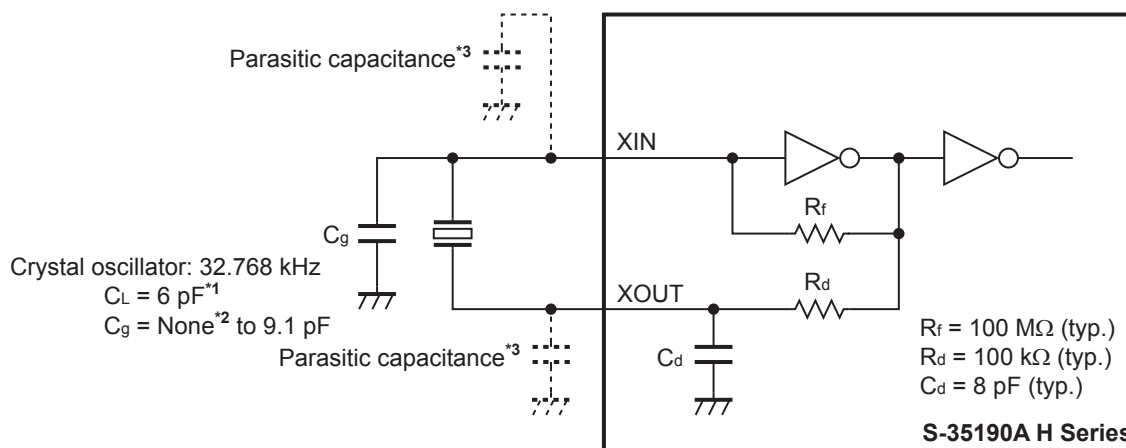 Parasitic capacitance*3
XIN
Rf
Cg
Crystal oscillator: 32.768 kHz
CL = 6 pF*1
Cg = None*2 to 9.1 pF
XOUT
Rd
Parasitic capacitance*3
Cd
Rf = 100 MΩ (typ.)
Rd = 100 kΩ (typ.)
Cd = 8 pF (typ.)
S-35190A H Series